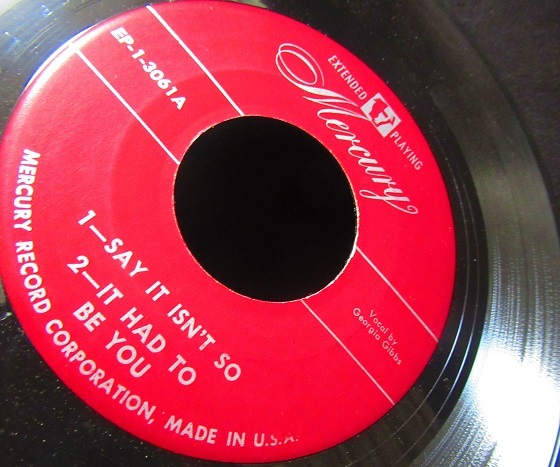 EXTENDED PLAYING
Mercury
EP-1-3061A
Vocal by
Georgia Gibbs
1—SAY IT ISN'T SO
2—IT HAD TO
BE YOU
MERCURY RECORD CORPORATION, MADE IN U.S.A.